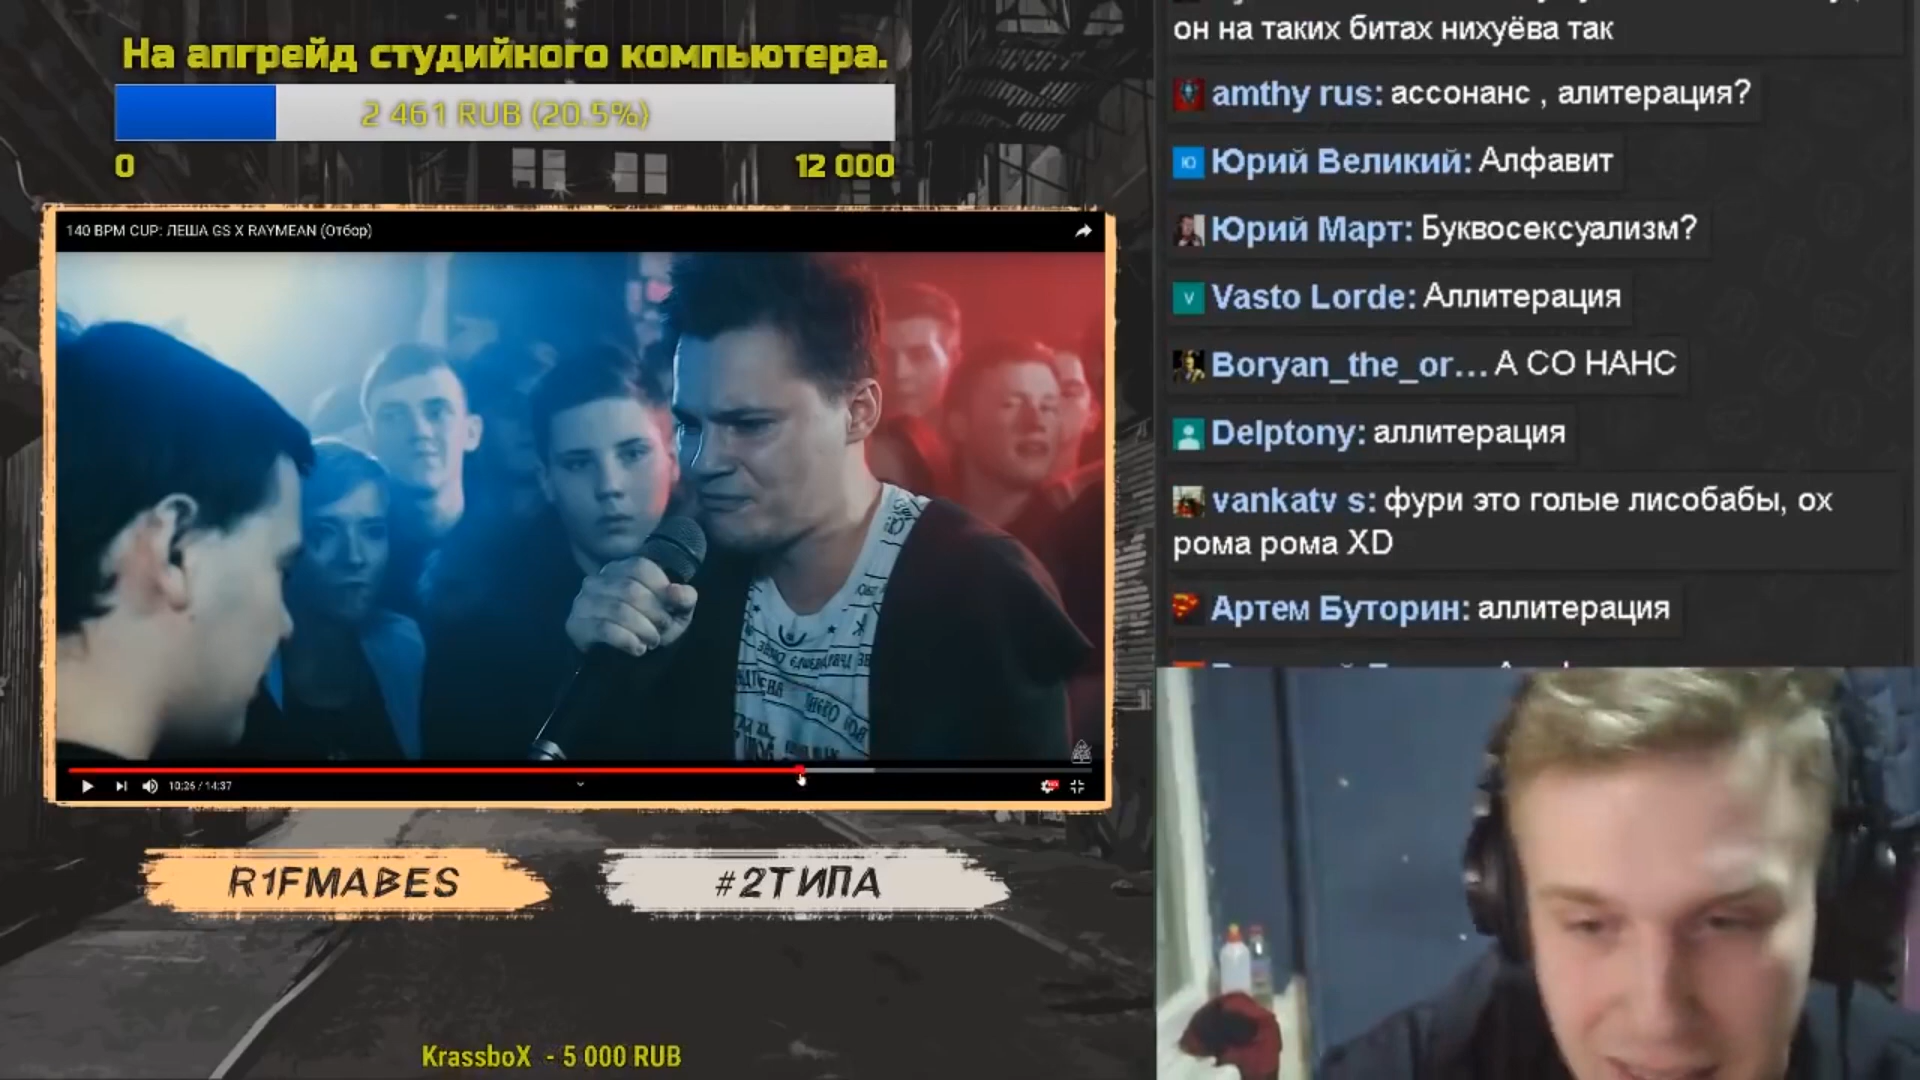 На апгрейд студийного компьютера.
2 461 RUB (20.5%)
0
12 000
140 BPM CUP: ЛЕША GS X RAYMEAN (Отбор)
10:26 / 14:37
R1FMABES
#2ТИПА
KrassboX - 5 000 RUB
он на таких битах нихуёва так
amthy rus: ассонанс , алитерация?
Ю
Юрий Великий: Алфавит
Юрий Март: Буквосексуализм?
V
Vasto Lorde: Аллитерация
Boryan_the_or... А СО НАНС
Delptony: аллитерация
vankatv s: фури это голые лисобабы, ох
рома рома XD
Артем Буторин: аллитерация